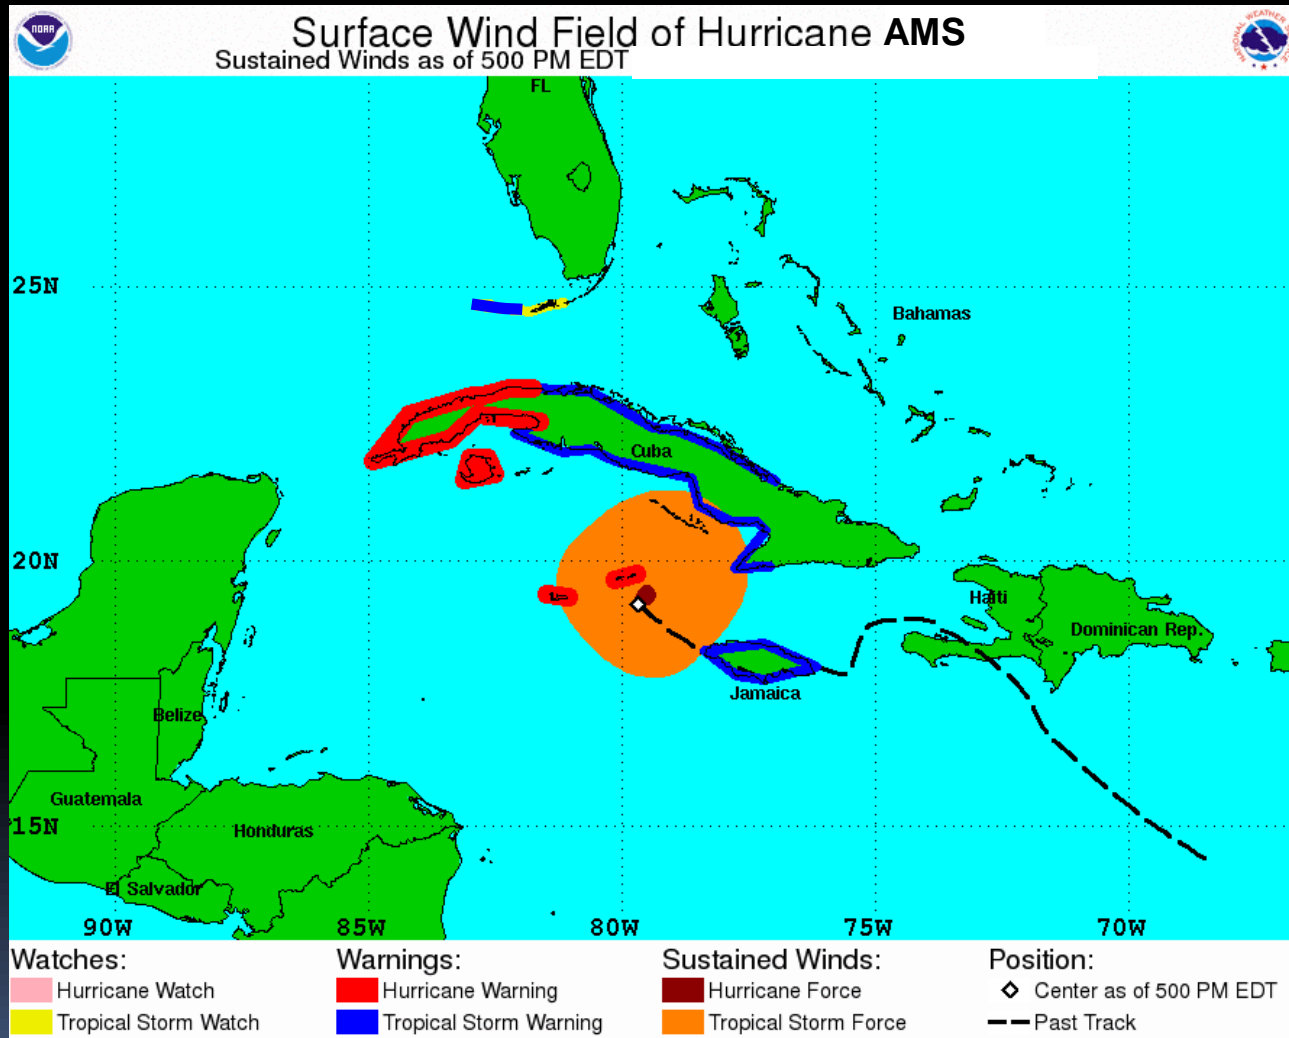 Surface Wind Field of Hurricane AMS
Sustained Winds as of 500 PM EDT
NOAA
FL
25N
Bahamas
Cuba
20N
Haiti
Dominican Rep.
Jamaica
Belize
Guatemala
15N
Honduras
El Salvador
90W 85W 80W 75W 70W
Watches: Warnings: Sustained Winds: Position:
Hurricane Watch Hurricane Warning Hurricane Force Center as of 500 PM EDT
Tropical Storm Watch Tropical Storm Warning Tropical Storm Force Past Track